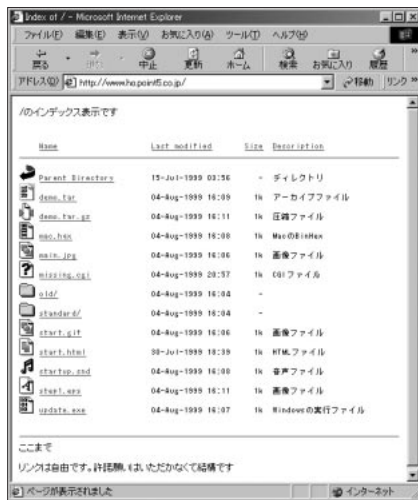 Index of / - Microsoft Internet Explorer
ファイル(F) 編集(E) 表示(V) お気に入り(A) ツール(T) ヘルプ(H)
戻る 進む 中止 更新 ホーム 検索 お気に入り 履歴
アドレス(D) http://www.ha.point5.co.jp/ 移動 リンク
/のインデックス表示です
Name Last modified Size Description
Parent Directory 15-Jul-1999 03:56 - ディレクトリ
demo.tar 04-Aug-1999 16:09 1k アーカイブファイル
demo.tar.gz 04-Aug-1999 16:11 1k 圧縮ファイル
mac.hex 04-Aug-1999 16:08 1k MacのBinHex
main.jpg 04-Aug-1999 16:06 1k 画像ファイル
missing.cgi 04-Aug-1999 20:57 1k CGIファイル
old/ 04-Aug-1999 16:04 -
standard/ 04-Aug-1999 16:04 -
start.gif 04-Aug-1999 16:06 1k 画像ファイル
start.html 30-Jul-1999 18:39 1k HTMLファイル
startup.snd 04-Aug-1999 16:08 1k 音声ファイル
step1.eps 04-Aug-1999 16:11 1k 画像ファイル
update.exe 04-Aug-1999 16:07 1k Windowsの実行ファイル
ここまで
リンクは自由です。許諾願いはいただかなくて結構です
ページが表示されました インターネット